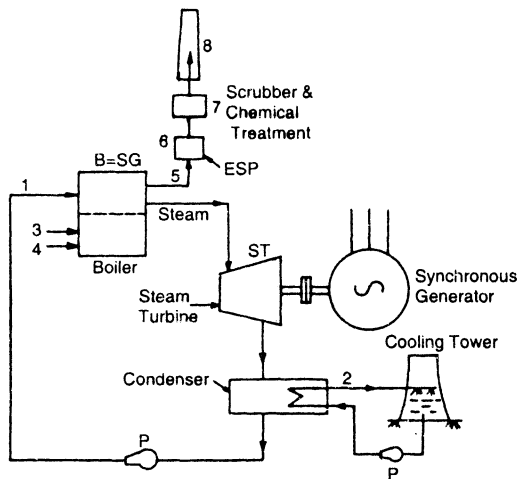 8
7
Scrubber &
Chemical
Treatment
6
ESP
B=SG
5
1
Steam
3
4
Boiler
ST
Steam
Turbine
Synchronous
Generator
Cooling Tower
Condenser
2
P
P